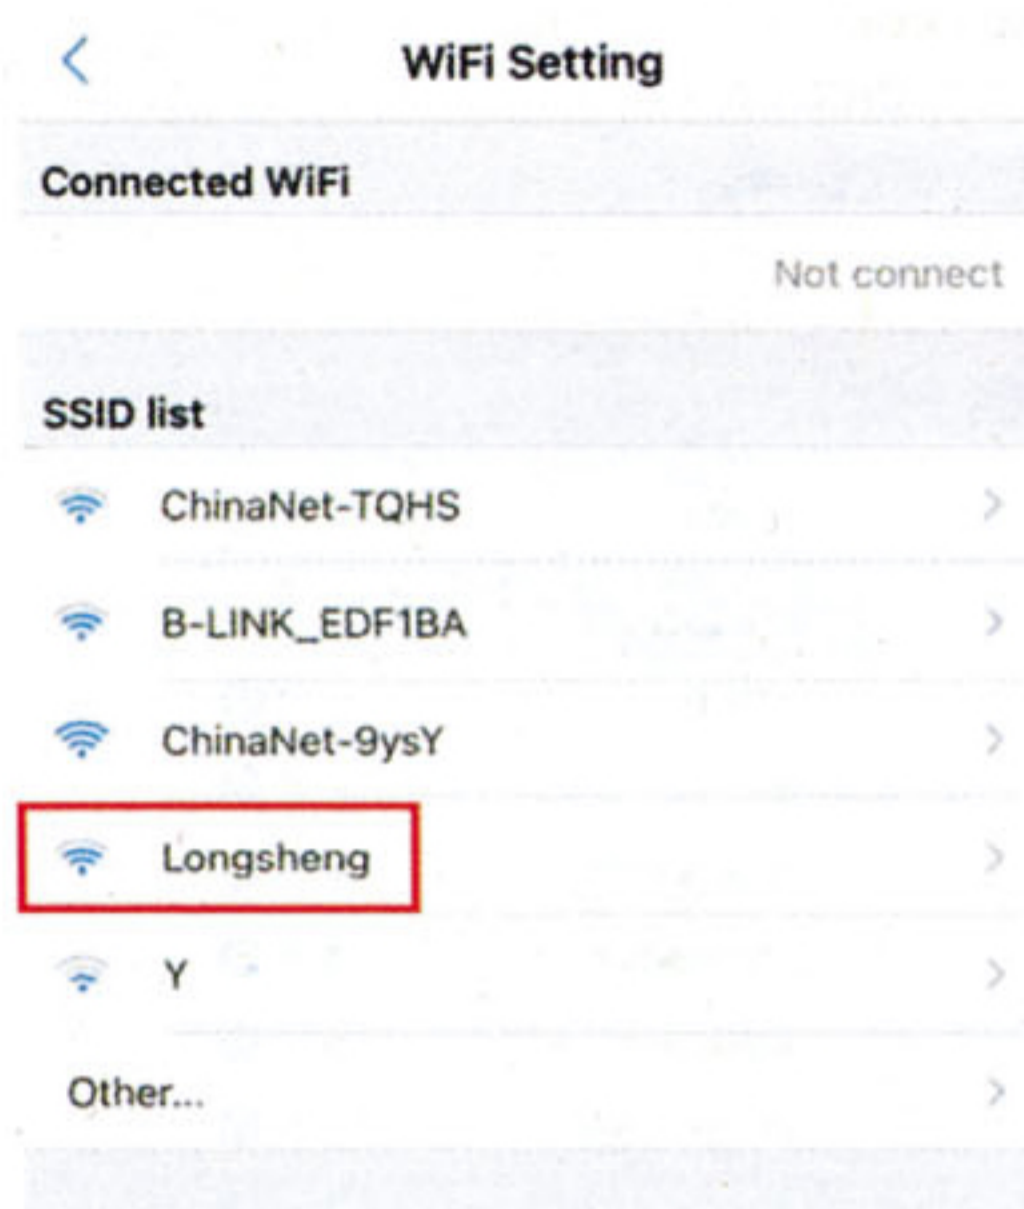 WiFi Setting
Connected WiFi
Not connect
SSID list
ChinaNet-TQHS
B-LINK_EDF1BA
ChinaNet-9ysY
Longsheng
Y
Other...